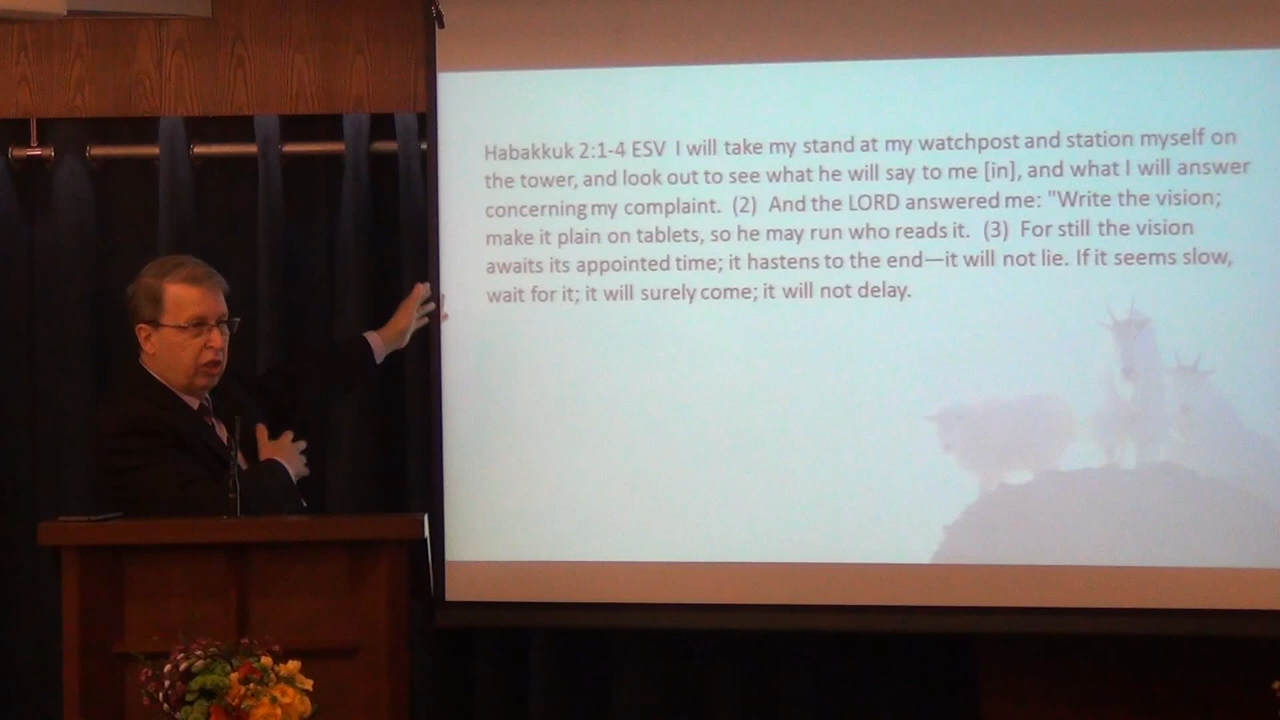 Habakkuk 2:1-4 ESV  I will take my stand at my watchpost and station myself on
the tower, and look out to see what he will say to me [in], and what I will answer
concerning my complaint.  (2)  And the LORD answered me: "Write the vision;
make it plain on tablets, so he may run who reads it.  (3)  For still the vision
awaits its appointed time; it hastens to the end—it will not lie. If it seems slow,
wait for it; it will surely come; it will not delay.